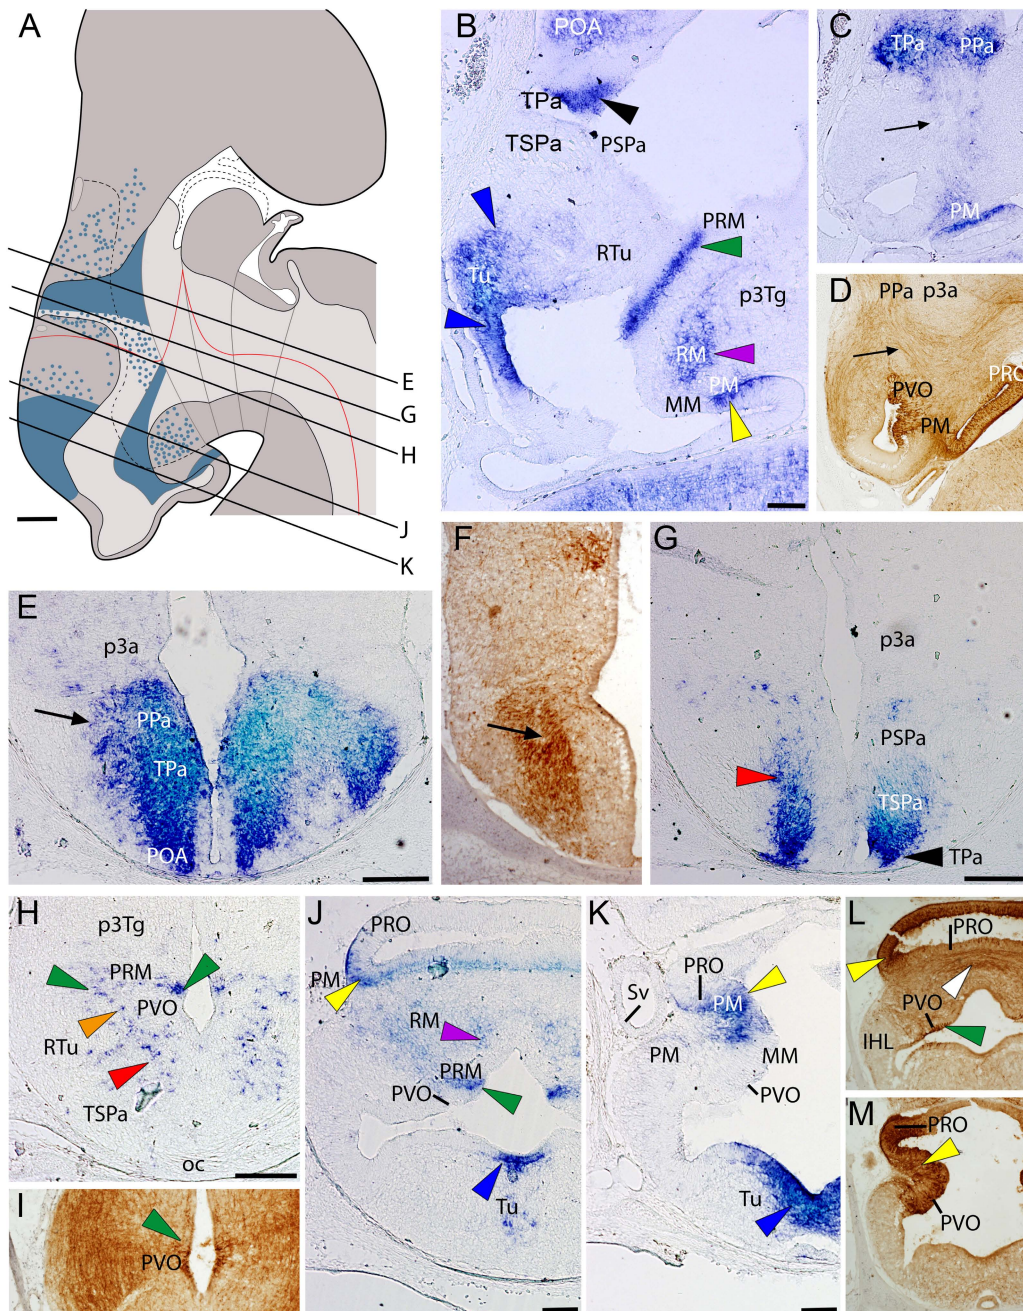 A
E
G
H
J
K
B
POA
TPa
TSPa
PSPa
PRM
RTu
Tu
p3Tg
RM
PM
MM
C
TPa PPa
PM
D
PPa p3a
PRO
PVO
PM
E
p3a
PPa
TPa
POA
F
G
p3a
PSPa
TSPa
TPa
H
p3Tg
PRM
PVO
RTu
TSPa
oc
I
PVO
J
PRO
PM
RM
PRM
PVO
Tu
K
PRO
Sv
PM
PM
MM
PVO
Tu
L
PRO
PVO
IHL
M
PRO
PVO